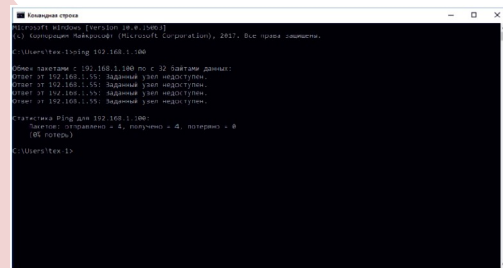 Командная строка
Microsoft Windows [Version 10.0.15063]
(c) Корпорация Майкрософт (Microsoft Corporation), 2017. Все права защищены.
C:\Users\tex-1>ping 192.168.1.100
Обмен пакетами с 192.168.1.100 по с 32 байтами данных:
Ответ от 192.168.1.55: Заданный узел недоступен.
Ответ от 192.168.1.55: Заданный узел недоступен.
Ответ от 192.168.1.55: Заданный узел недоступен.
Ответ от 192.168.1.55: Заданный узел недоступен.
Статистика Ping для 192.168.1.100:
Пакетов: отправлено = 4, получено = 4, потеряно = 0
(0% потерь)
C:\Users\tex-1>